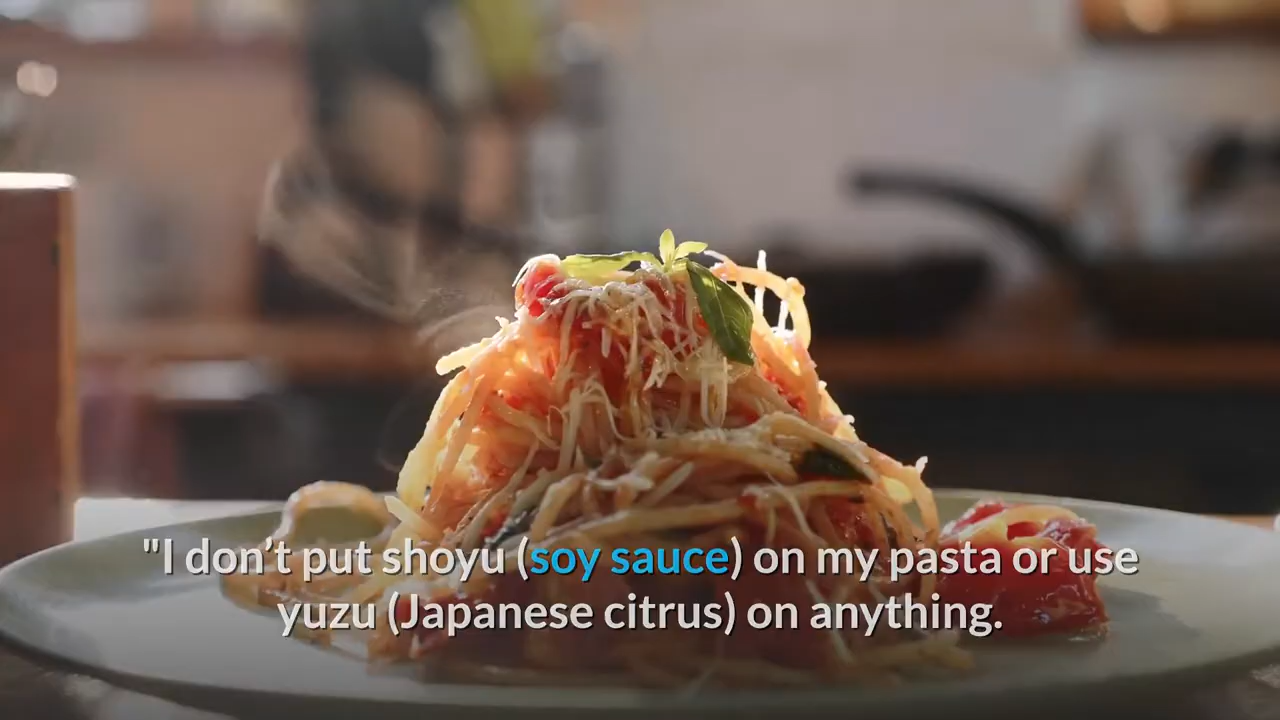 "I don’t put shoyu (soy sauce) on my pasta or use
yuzu (Japanese citrus) on anything.